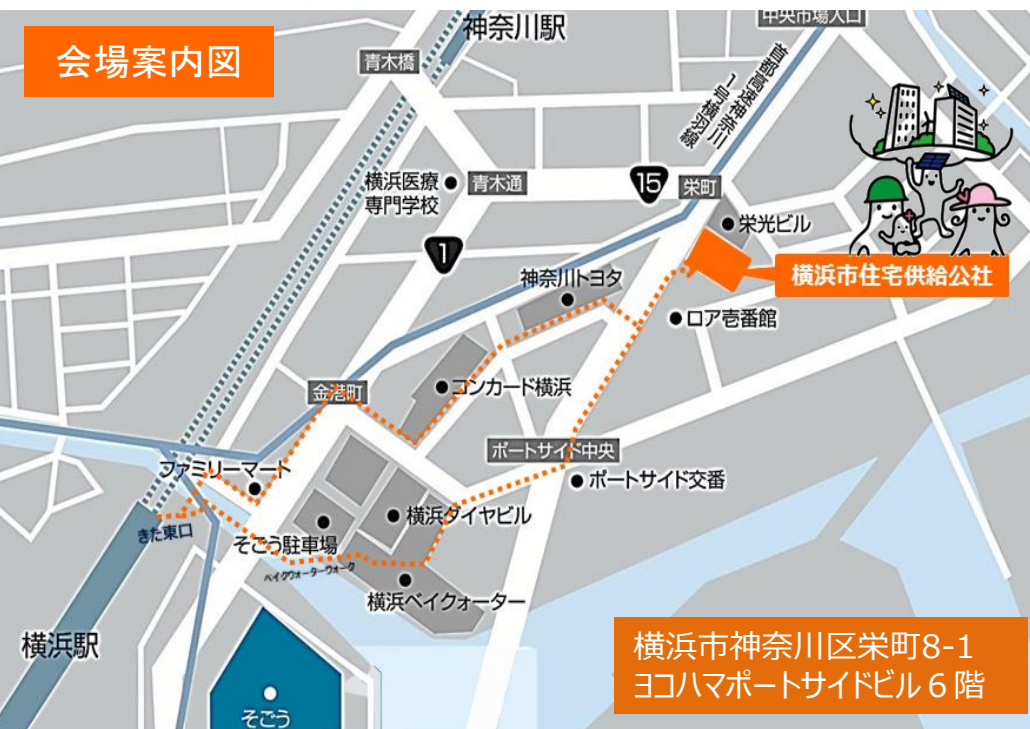 会場案内図
神奈川駅
中央市場入口
青木橋
首都高速神奈川
1号横羽線
横浜医療
専門学校
青木通
15
栄町
栄光ビル
1
横浜市住宅供給公社
神奈川トヨタ
ロア壱番館
金港町
コンカード横浜
ポートサイド中央
ファミリーマート
ポートサイド交番
横浜ダイヤビル
きた東口
そごう駐車場
ベイクウォーターウォーク
横浜ベイクォーター
横浜駅
そごう
横浜市神奈川区栄町8-1
ヨコハマポートサイドビル６階